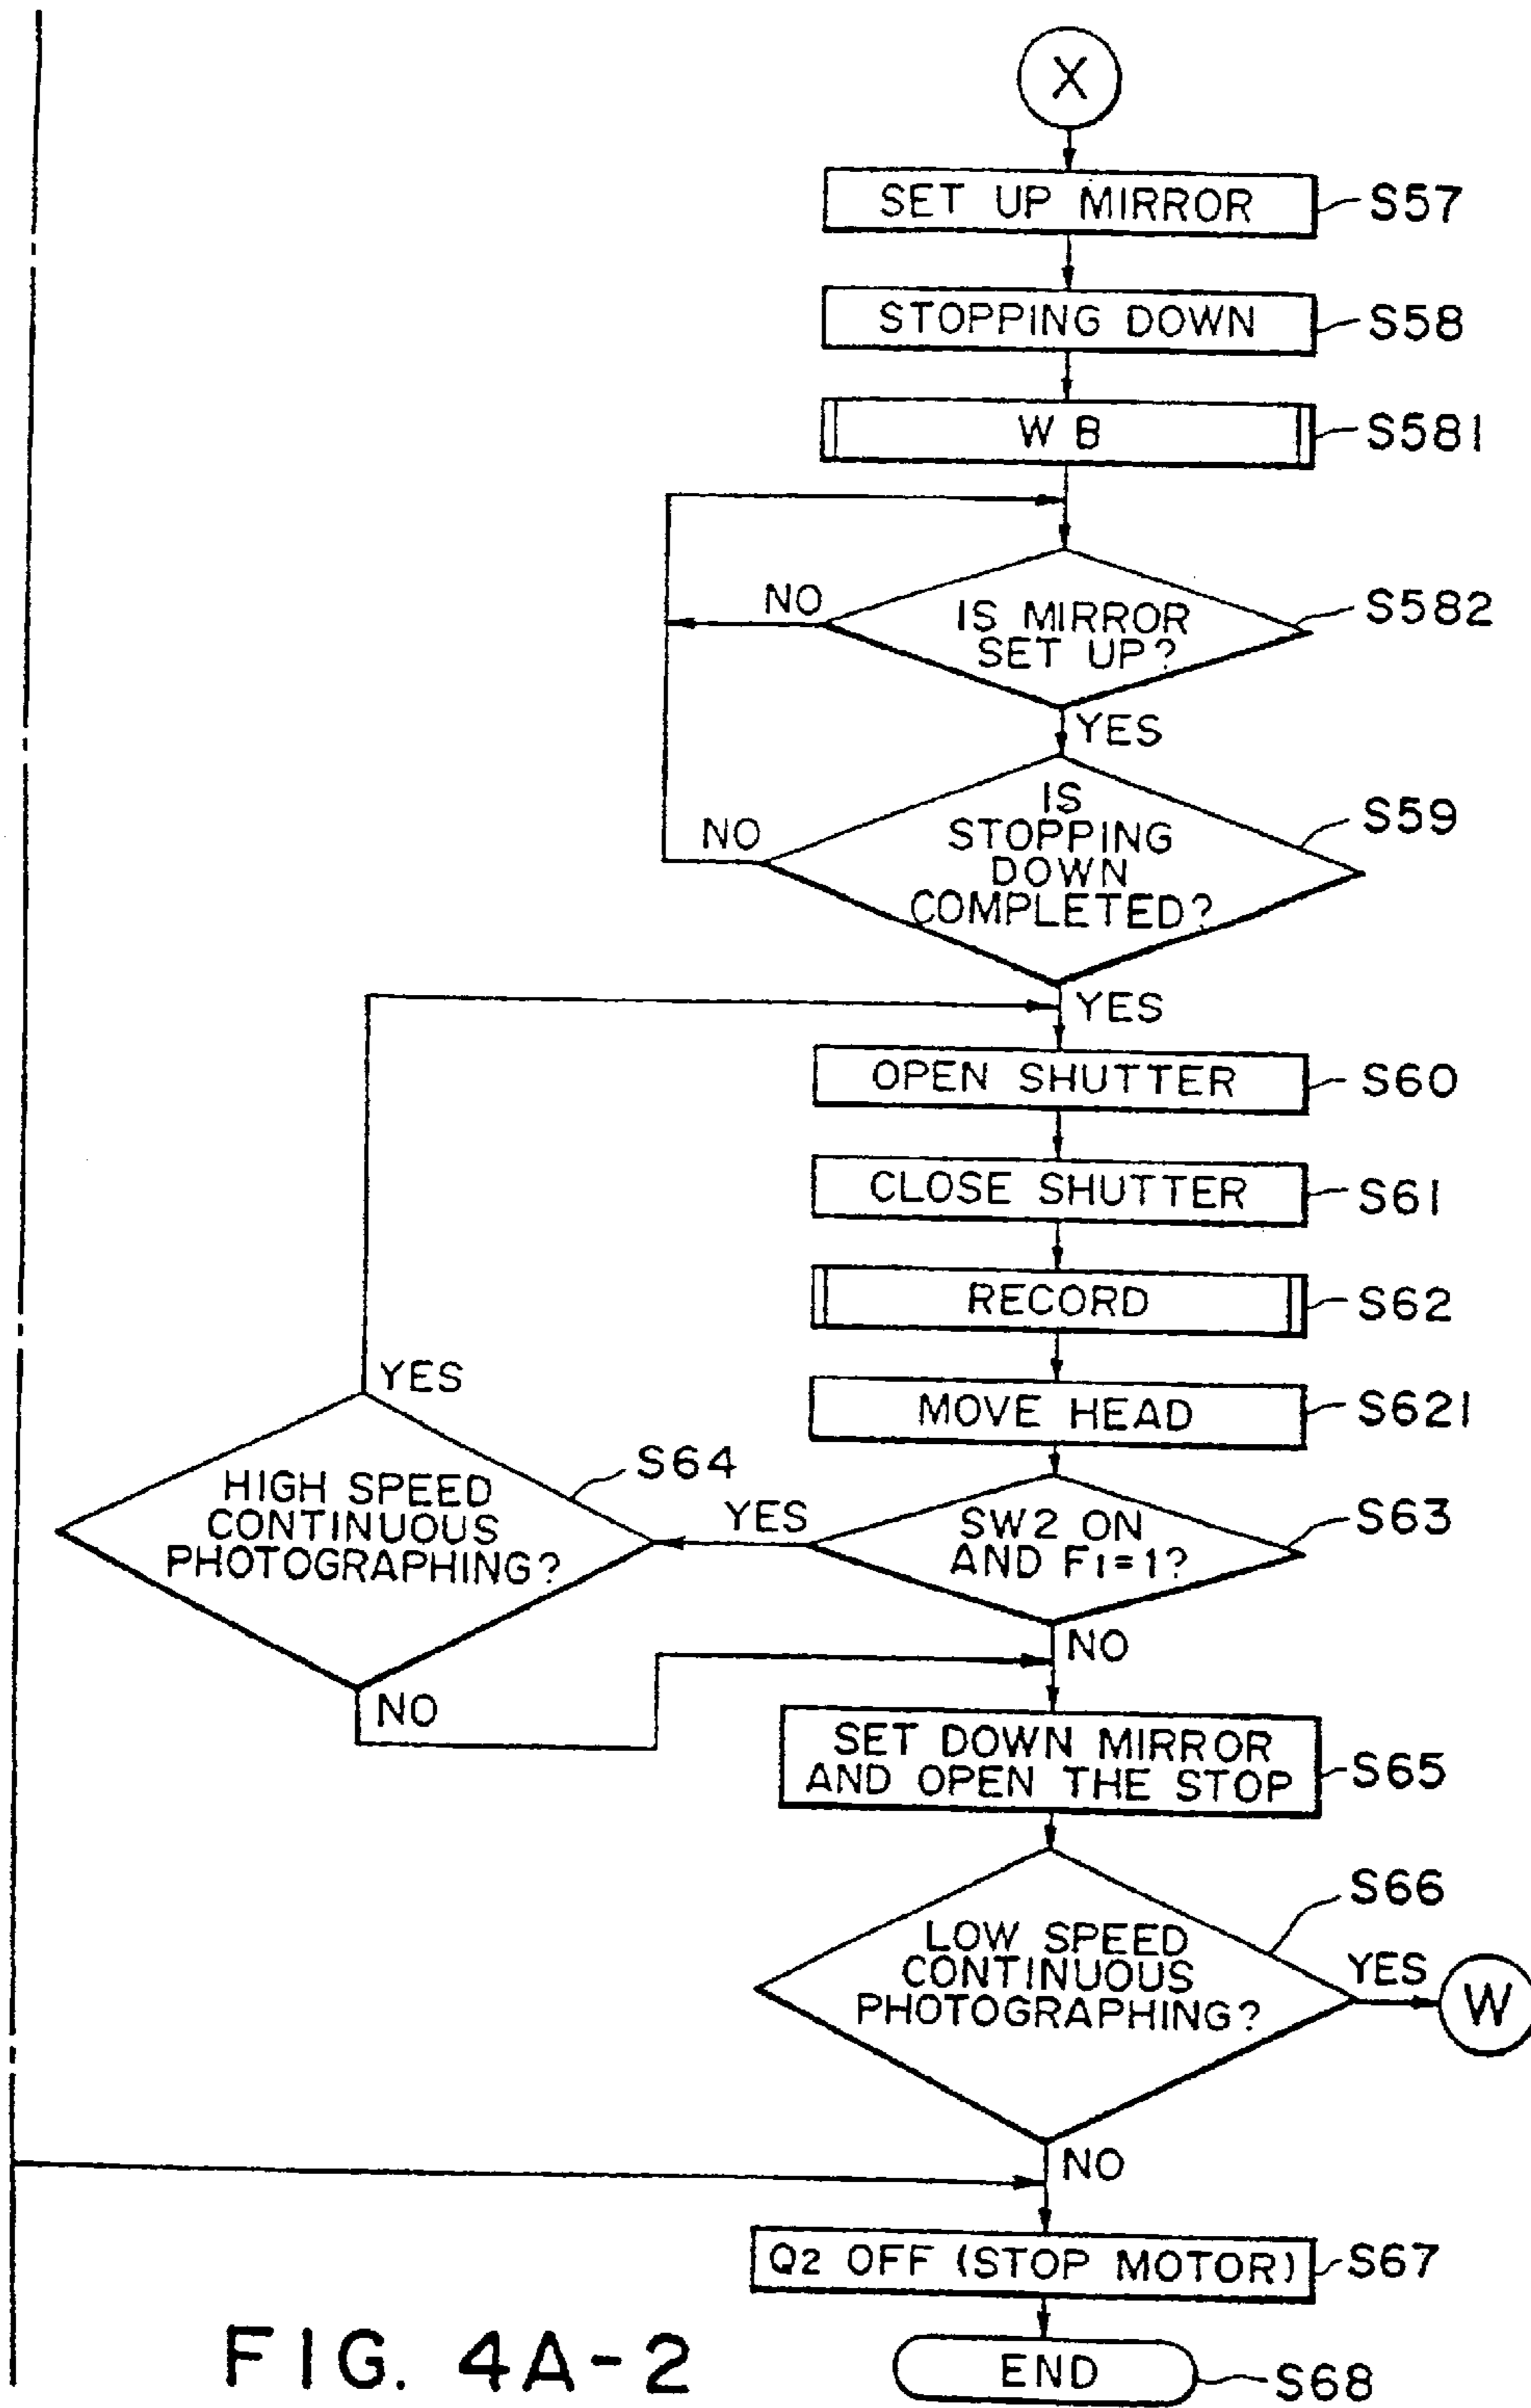 X
SET UP MIRROR
S57
STOPPING DOWN
S58
W B
S581
NO
IS MIRROR
SET UP?
S582
YES
IS
STOPPING
DOWN
COMPLETED?
S59
NO
YES
OPEN SHUTTER
S60
CLOSE SHUTTER
S61
RECORD
S62
MOVE HEAD
S621
YES
HIGH SPEED
CONTINUOUS
PHOTOGRAPHING?
S64
YES
SW2 ON
AND F1=1?
S63
NO
NO
SET DOWN MIRROR
AND OPEN THE STOP
S65
LOW SPEED
CONTINUOUS
PHOTOGRAPHING?
S66
YES
W
NO
Q2 OFF (STOP MOTOR)
S67
END
S68
FIG. 4A-2